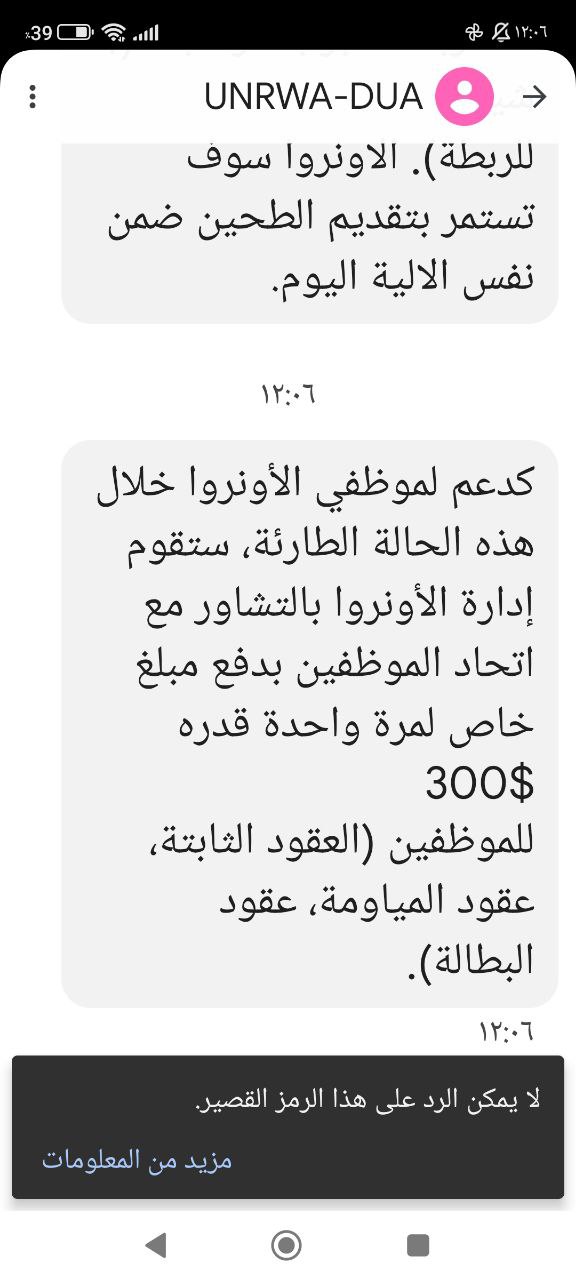 ١٢:٠٦
39٪
UNRWA-DUA
للربطة). الاونروا سوف
تستمر بتقديم الطحين ضمن
نفس الالية اليوم.
١٢:٠٦
كدعم لموظفي الأونروا خلال
هذه الحالة الطارئة، ستقوم
إدارة الأونروا بالتشاور مع
اتحاد الموظفين بدفع مبلغ
خاص لمرة واحدة قدره
300$
للموظفين (العقود الثابتة،
عقود المياومة، عقود
البطالة).
١٢:٠٦
لا يمكن الرد على هذا الرمز القصير.
مزيد من المعلومات